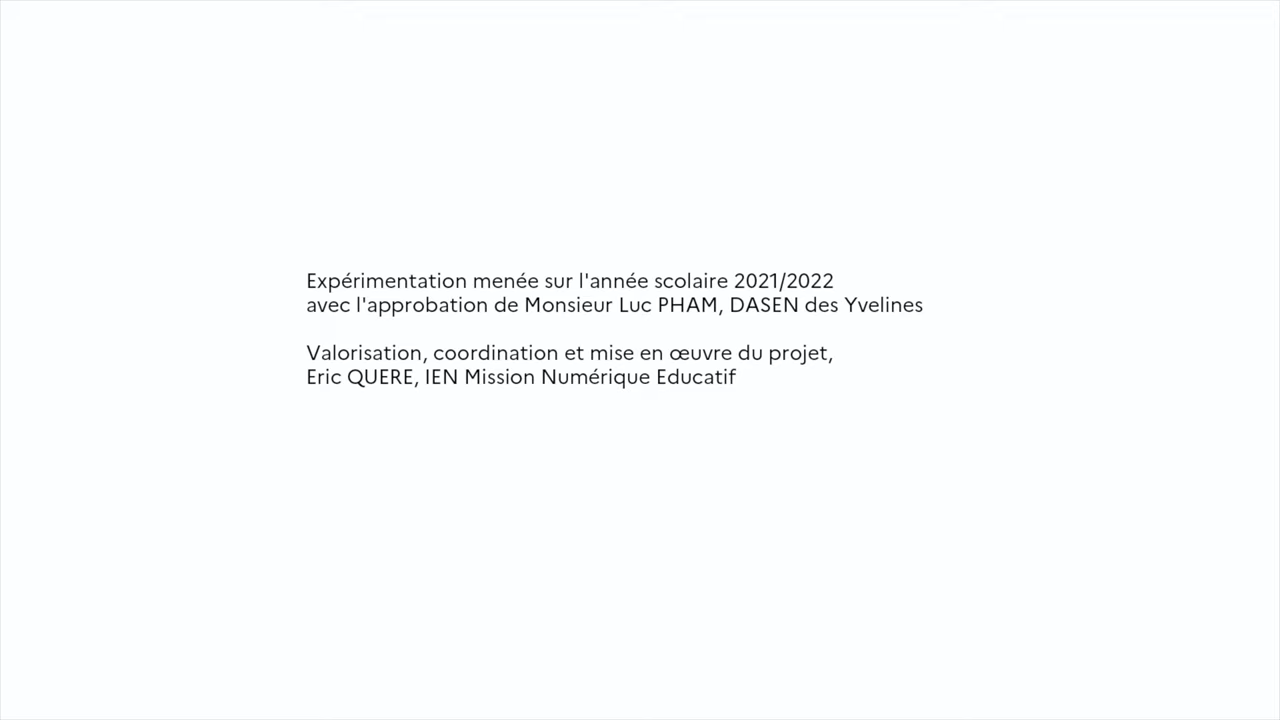 Expérimentation menée sur l'année scolaire 2021/2022
avec l'approbation de Monsieur Luc PHAM, DASEN des Yvelines
Valorisation, coordination et mise en œuvre du projet,
Eric QUERE, IEN Mission Numérique Educatif